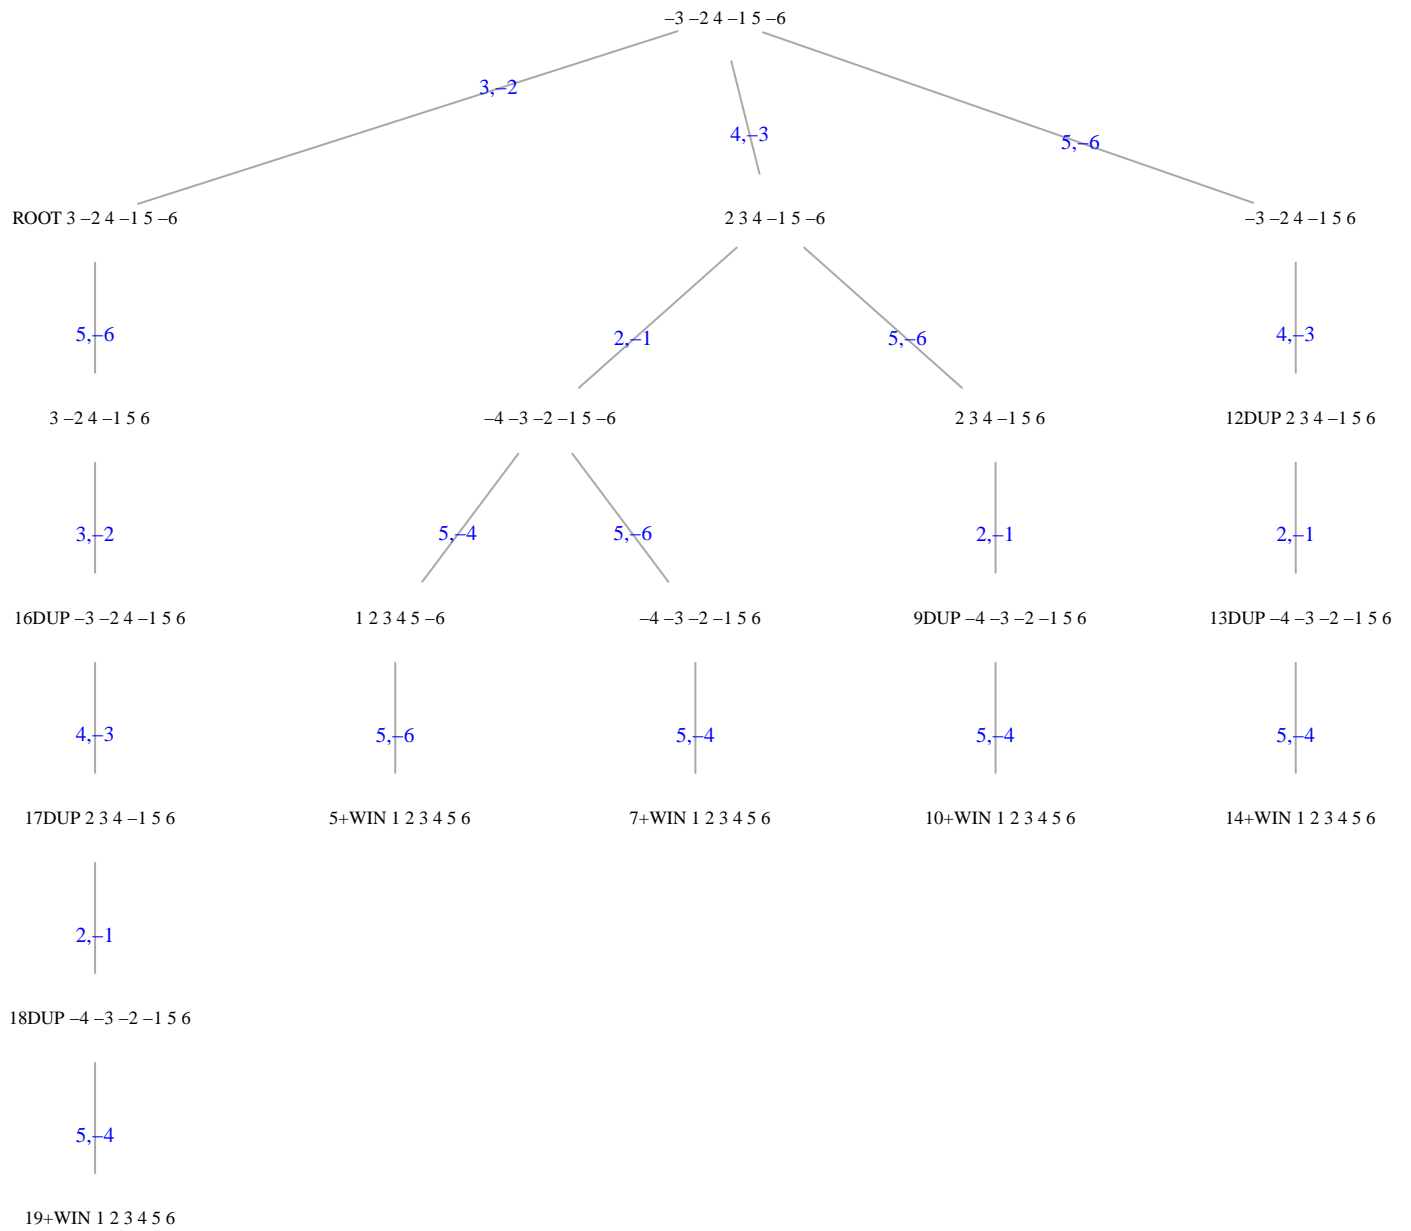 –3 –2 4 –1 5 –6
3,–2
4,–3
5,–6
ROOT 3 –2 4 –1 5 –6
2 3 4 –1 5 –6
–3 –2 4 –1 5 6
5,–6
2,–1
5,–6
4,–3
3 –2 4 –1 5 6
–4 –3 –2 –1 5 –6
2 3 4 –1 5 6
12DUP 2 3 4 –1 5 6
3,–2
5,–4
5,–6
2,–1
2,–1
16DUP –3 –2 4 –1 5 6
1 2 3 4 5 –6
–4 –3 –2 –1 5 6
9DUP –4 –3 –2 –1 5 6
13DUP –4 –3 –2 –1 5 6
4,–3
5,–6
5,–4
5,–4
5,–4
17DUP 2 3 4 –1 5 6
5+WIN 1 2 3 4 5 6
7+WIN 1 2 3 4 5 6
10+WIN 1 2 3 4 5 6
14+WIN 1 2 3 4 5 6
2,–1
18DUP –4 –3 –2 –1 5 6
5,–4
19+WIN 1 2 3 4 5 6